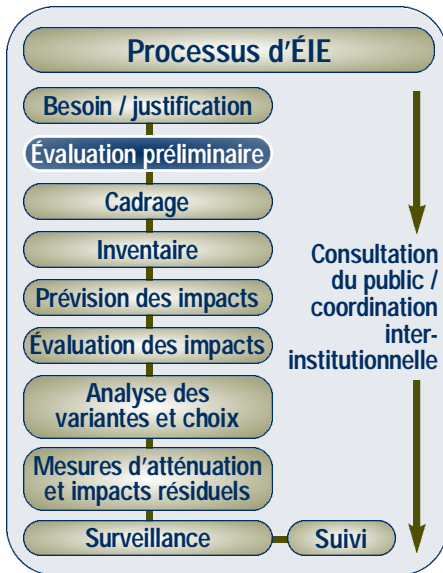 Processus d'ÉIE
Besoin / justification
Évaluation préliminaire
Cadrage
Inventaire
Prévision des impacts
Évaluation des impacts
Analyse des
variantes et choix
Mesures d'atténuation
et impacts résiduels
Surveillance
Suivi
Consultation
du public /
coordination
inter-
institutionnelle